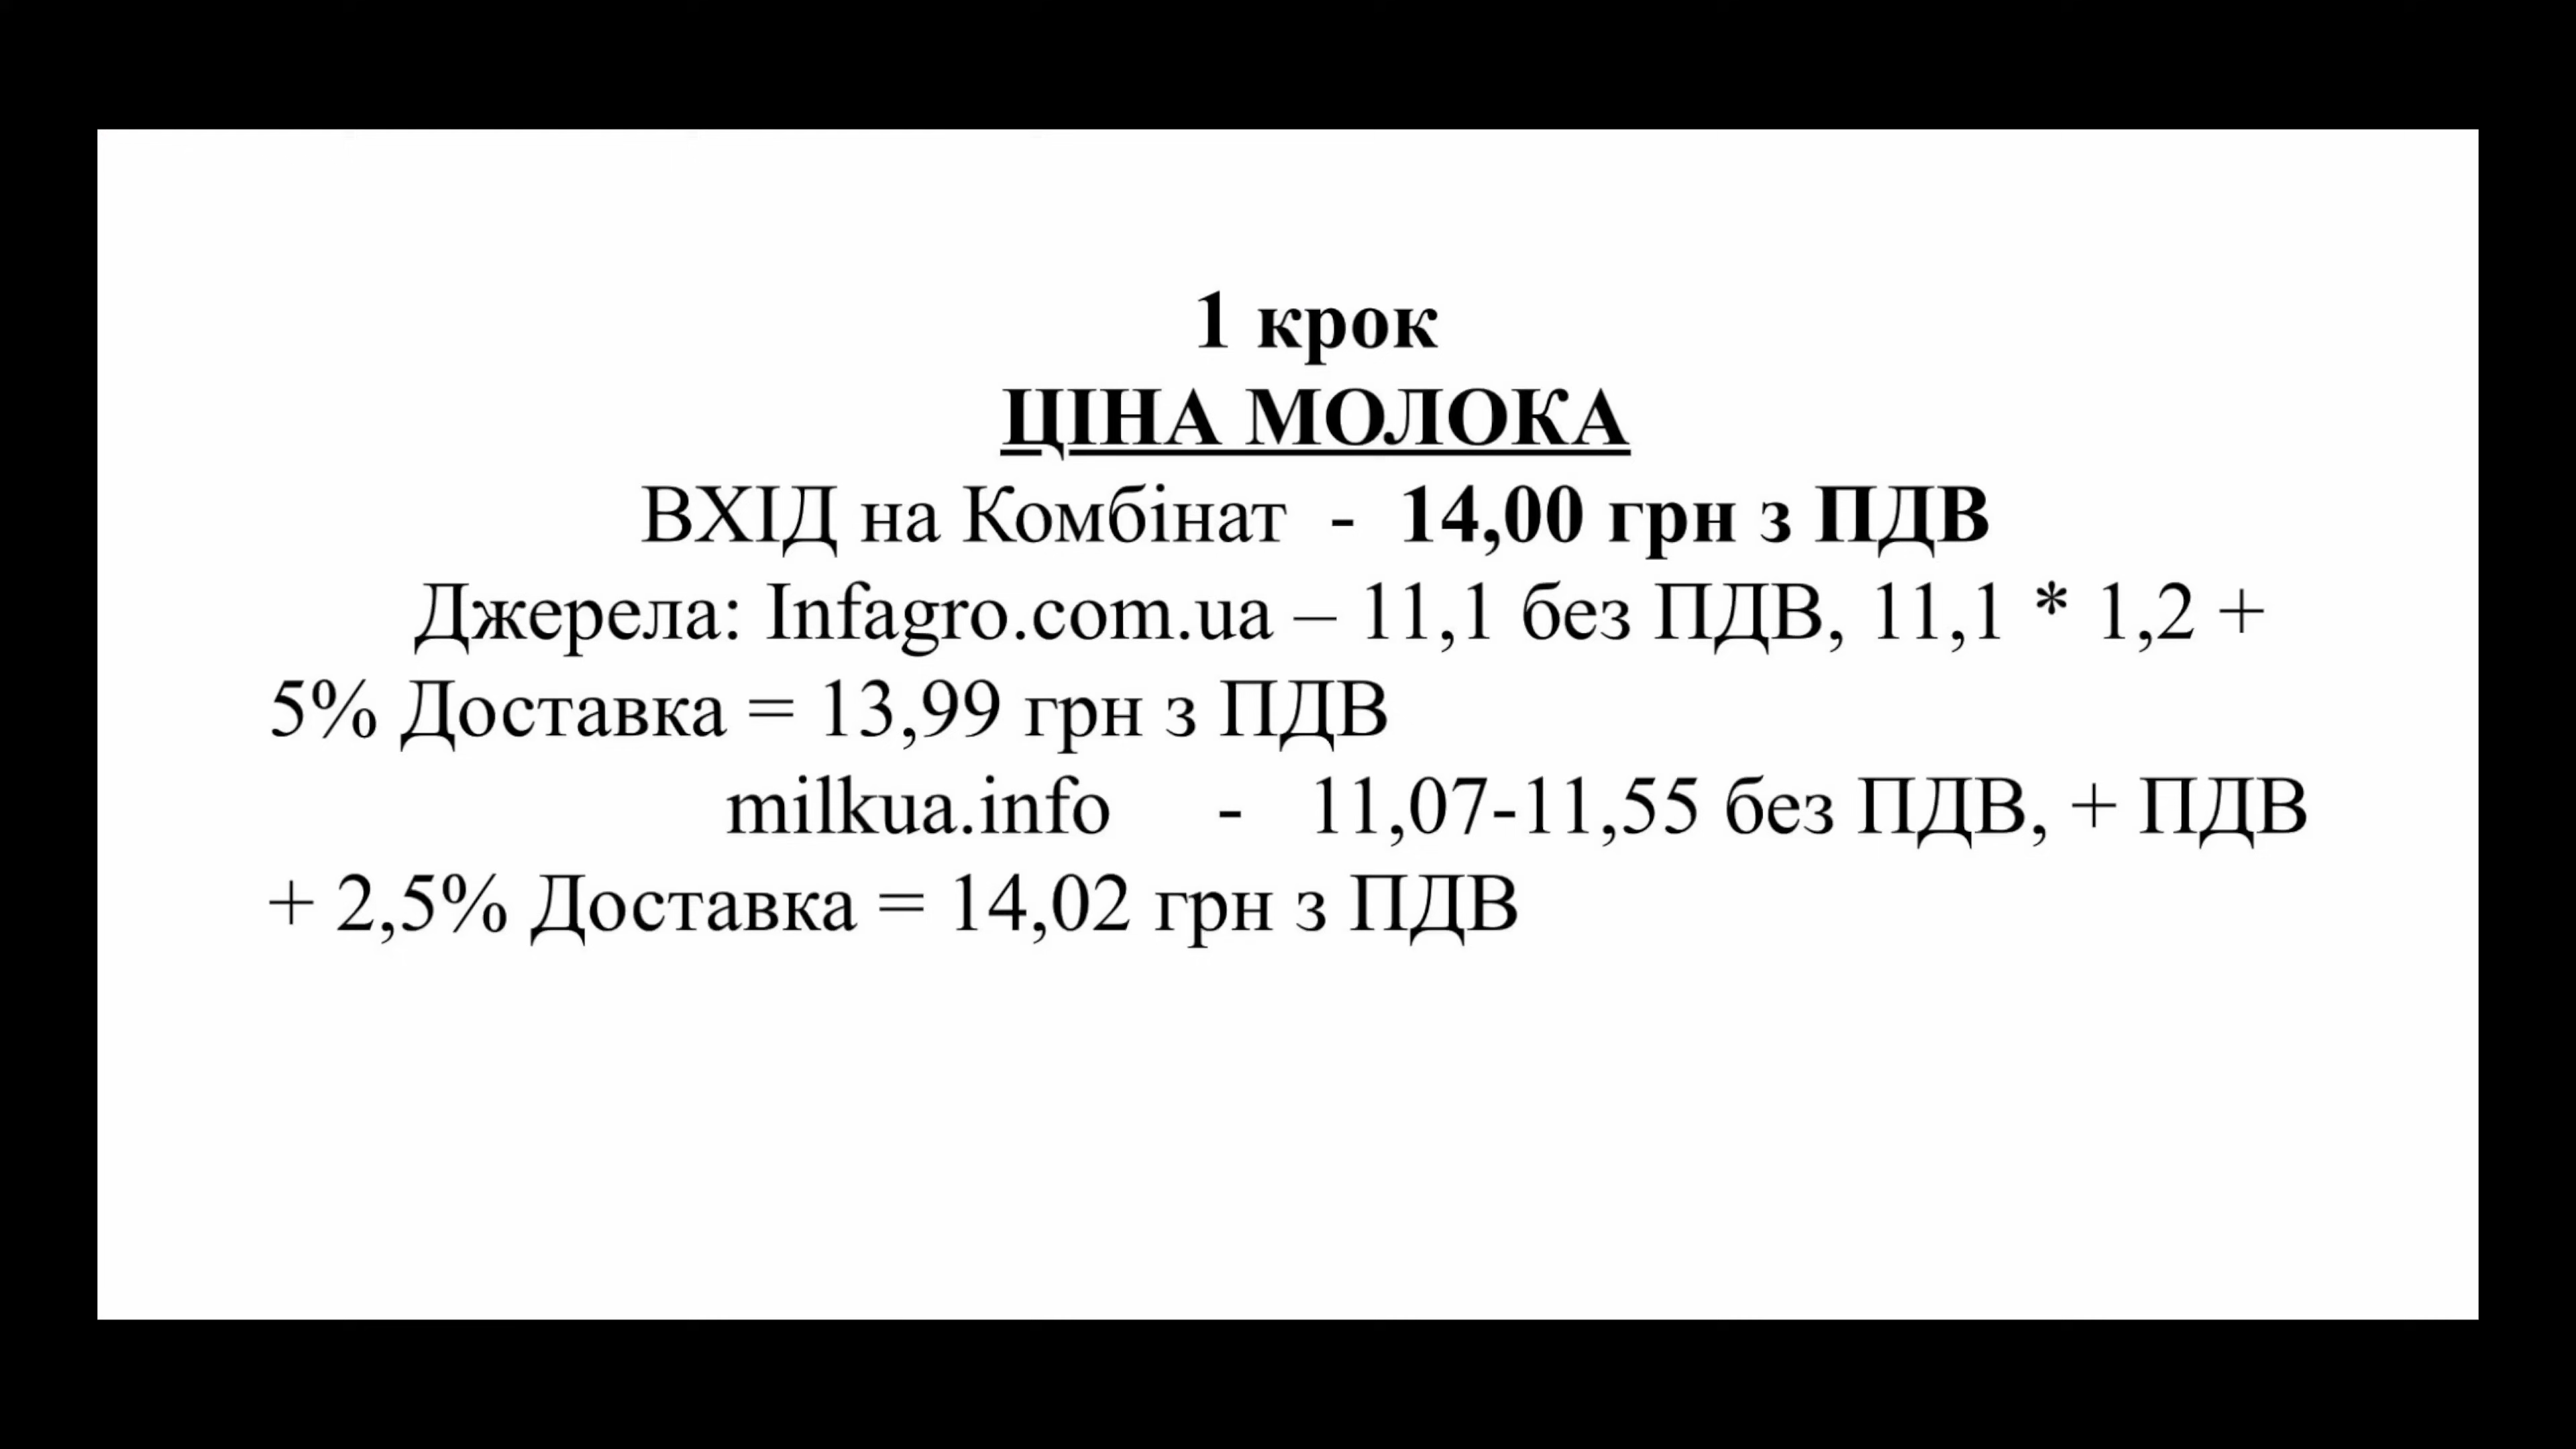 1 крок
ЦІНА МОЛОКА
ВХІД на Комбінат - 14,00 грн з ПДВ
Джерела: Infagro.com.ua – 11,1 без ПДВ, 11,1 * 1,2 +
5% Доставка = 13,99 грн з ПДВ
milkua.info - 11,07-11,55 без ПДВ, + ПДВ
+ 2,5% Доставка = 14,02 грн з ПДВ